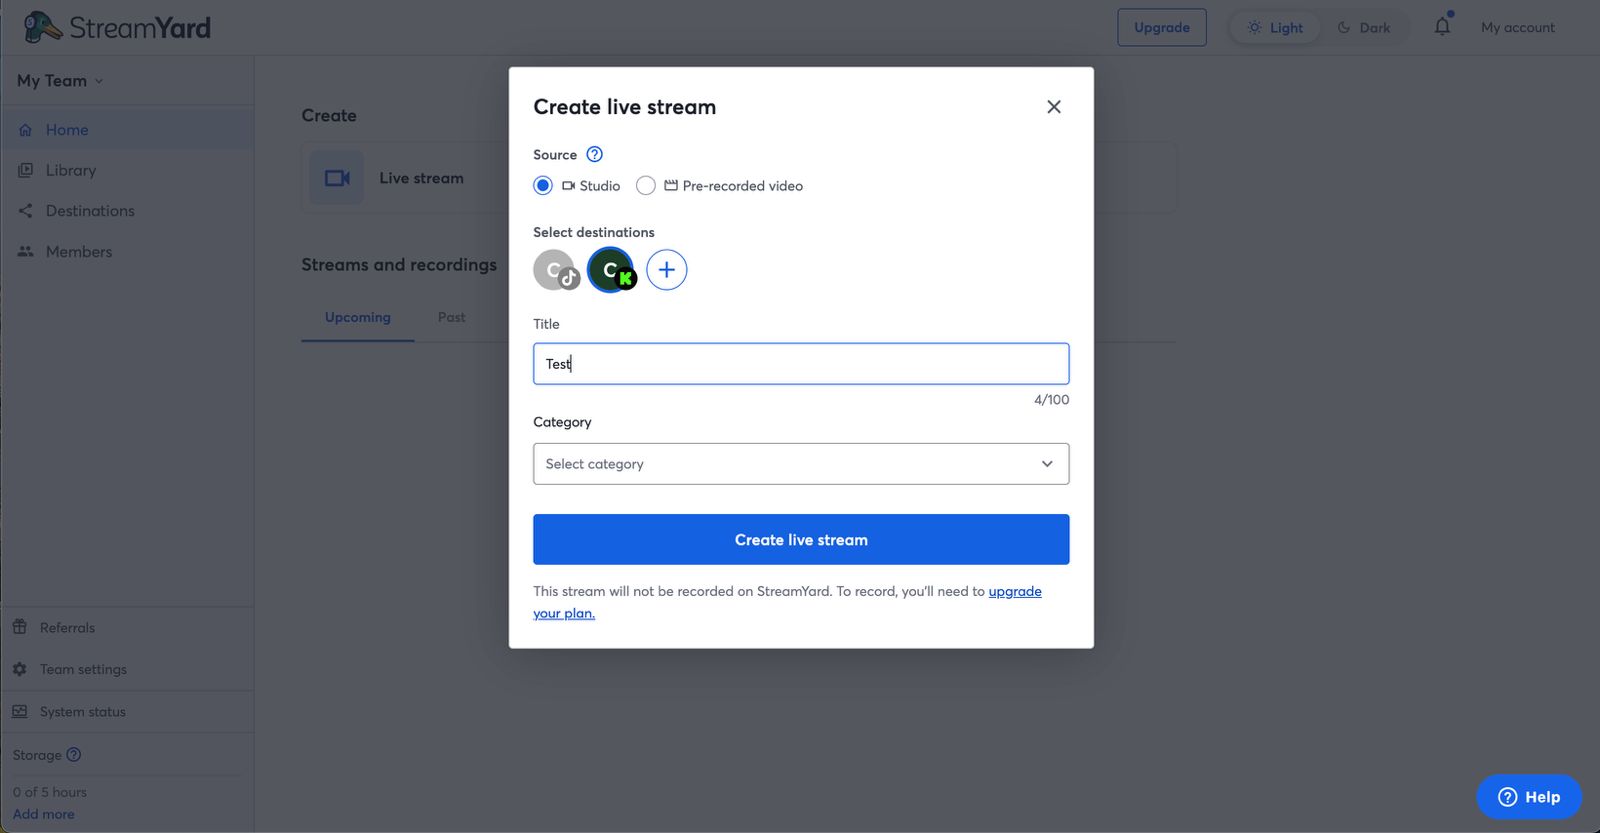 StreamYard
Upgrade
Light
Dark
My account
My Team
Home
Library
Destinations
Members
Referrals
Team settings
System status
Storage
0 of 5 hours
Add more
Create
Live stream
Streams and recordings
Upcoming
Past
Create live stream
Source
Studio
Pre-recorded video
Select destinations
C
C
K
Title
Test
4/100
Category
Select category
Create live stream
This stream will not be recorded on StreamYard. To record, you'll need to upgrade
your plan.
Help